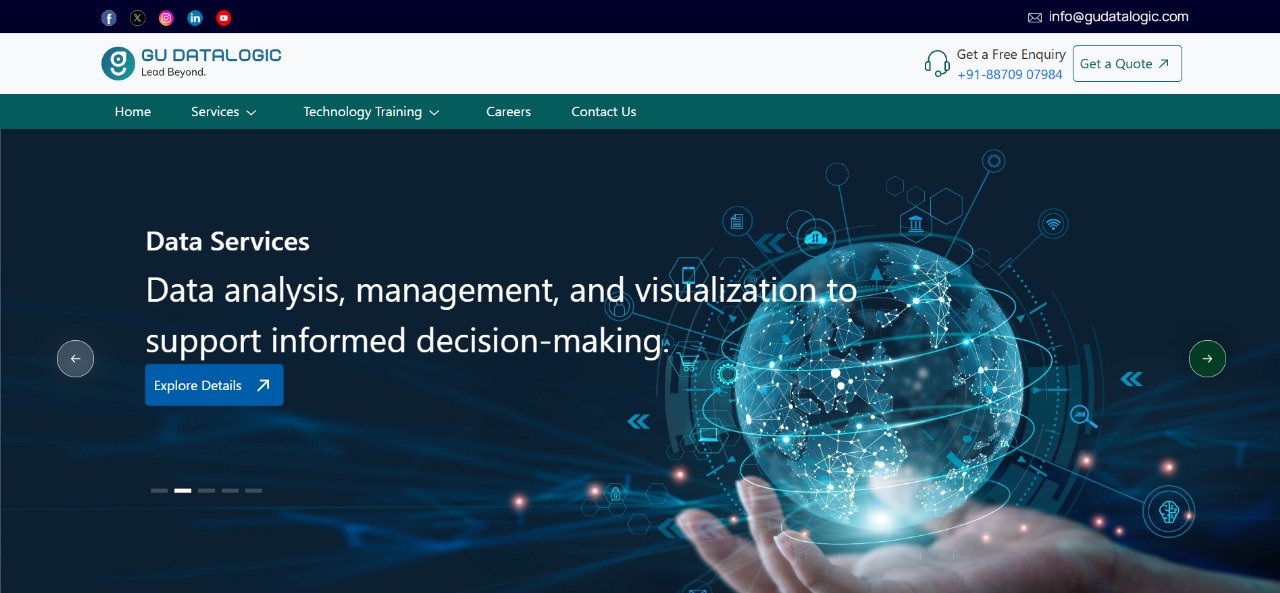 info@gudatalogic.com
GU DATALOGIC
Lead Beyond.
Get a Free Enquiry
+91-88709 07984
Get a Quote
Home
Services
Technology Training
Careers
Contact Us
Data Services
Data analysis, management, and visualization to
support informed decision-making.
Explore Details